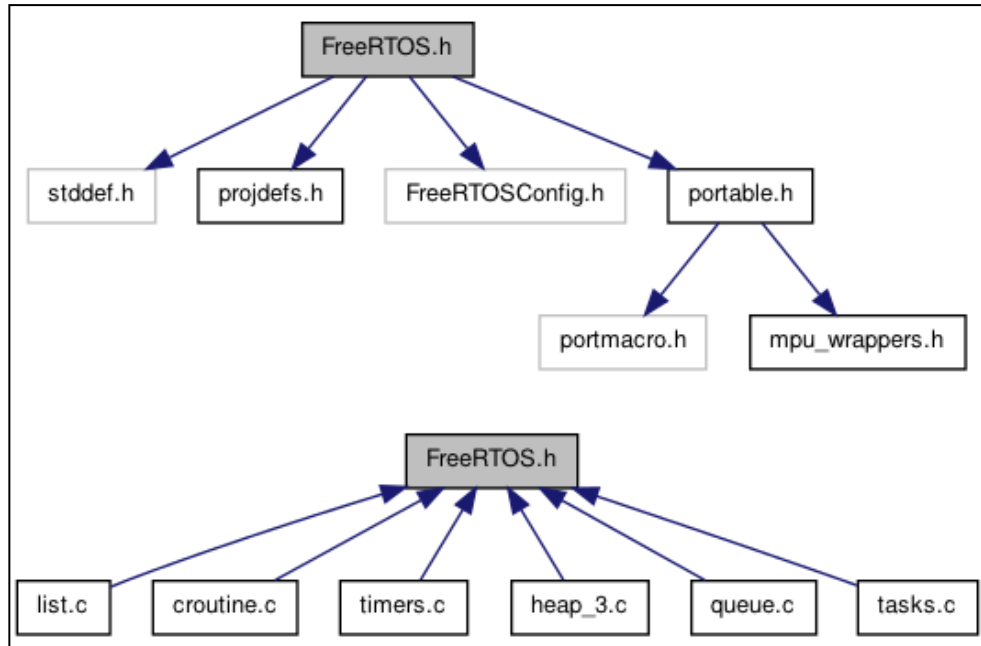 FreeRTOS.h
stddef.h
projdefs.h
FreeRTOSConfig.h
portable.h
portmacro.h
mpu_wrappers.h
FreeRTOS.h
list.c
croutine.c
timers.c
heap_3.c
queue.c
tasks.c